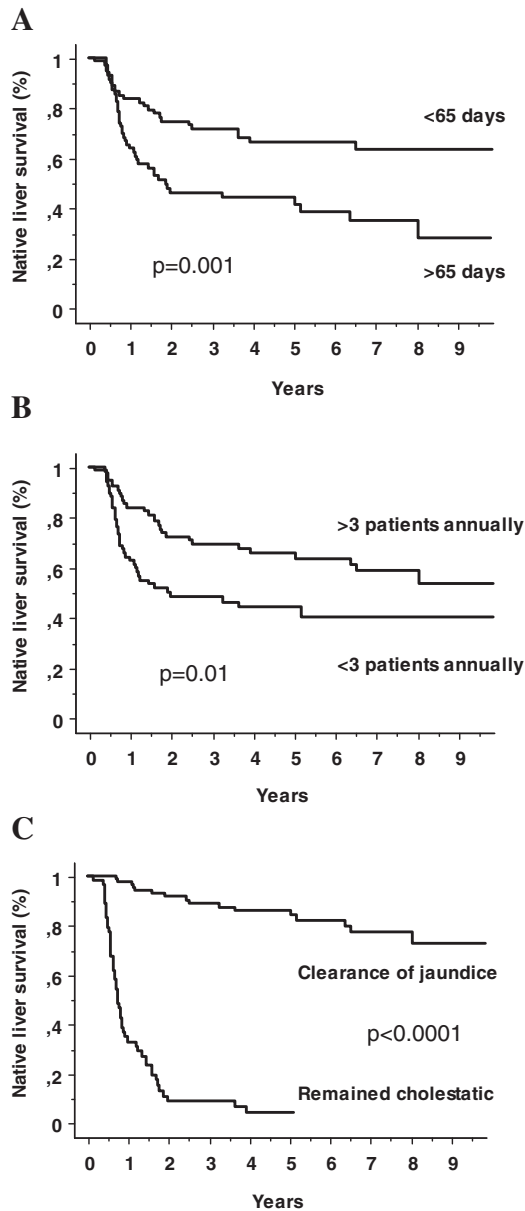 A
Native liver survival (%)
1
,8
,6
,4
,2
0
<65 days
>65 days
p=0.001
0 1 2 3 4 5 6 7 8 9
Years
B
Native liver survival (%)
1
,8
,6
,4
,2
0
>3 patients annually
<3 patients annually
p=0.01
0 1 2 3 4 5 6 7 8 9
Years
C
Native liver survival (%)
1
,8
,6
,4
,2
0
Clearance of jaundice
p<0.0001
Remained cholestatic
0 1 2 3 4 5 6 7 8 9
Years